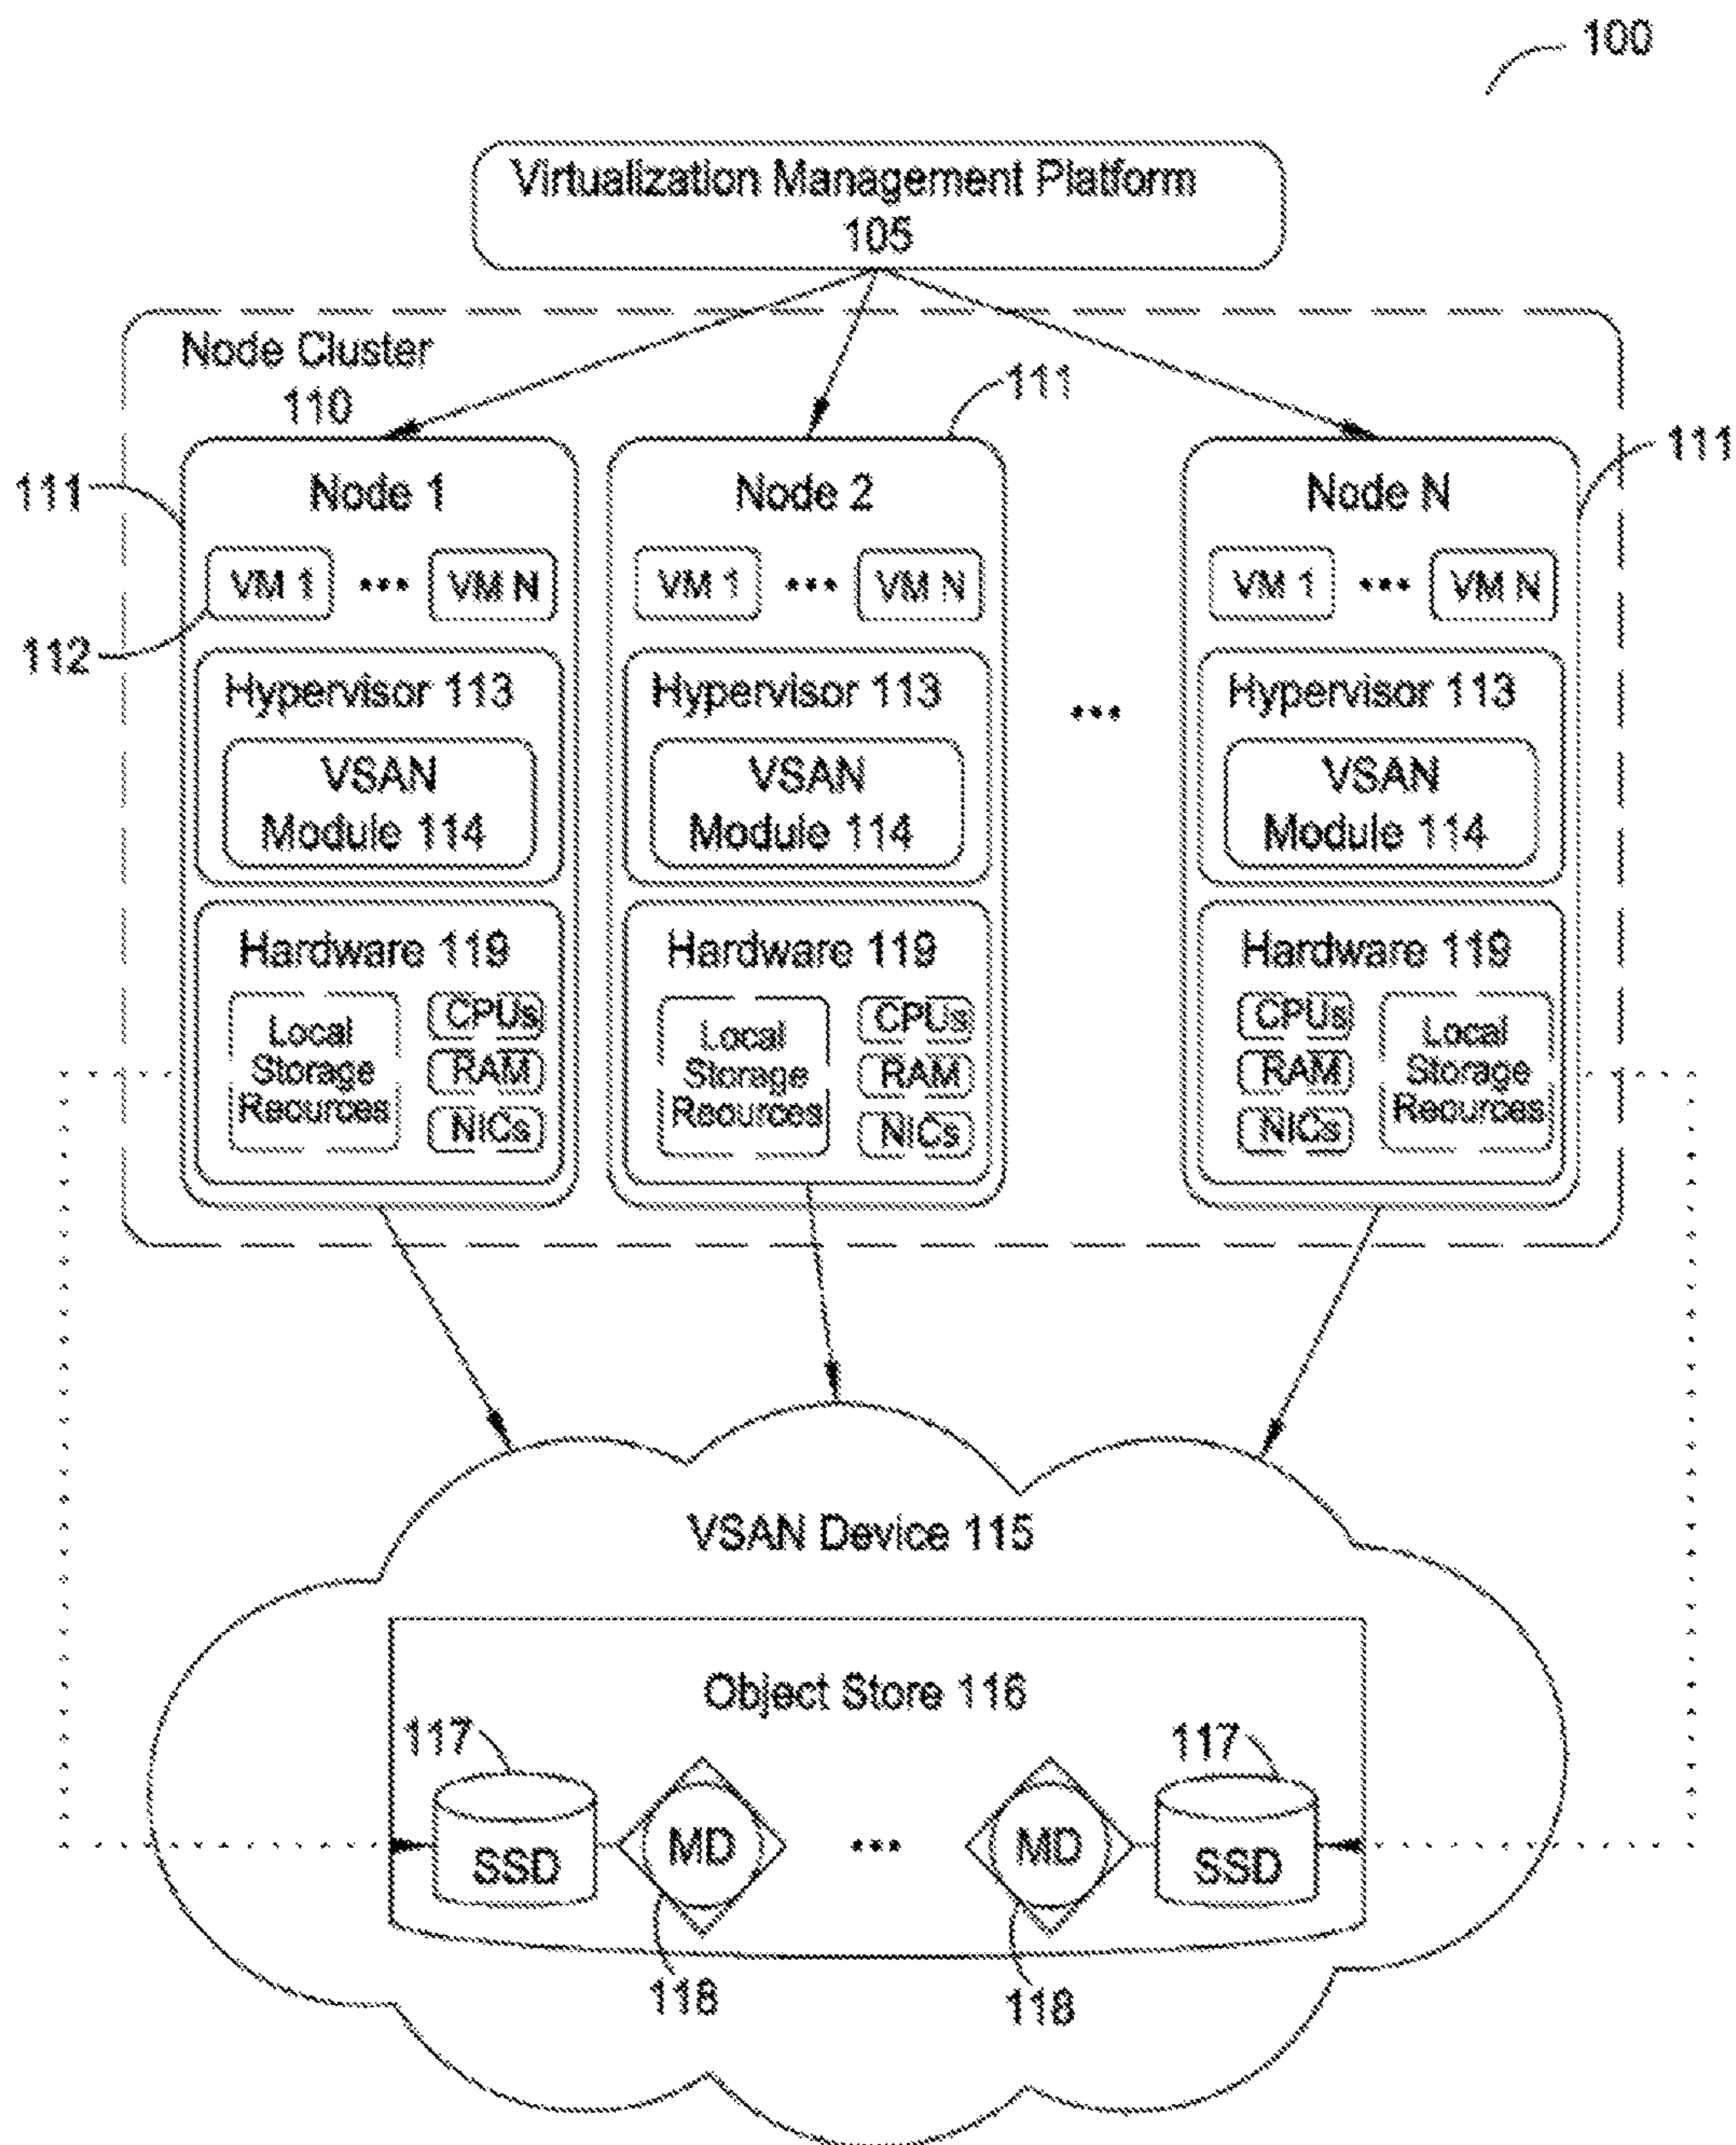 100
Virtualization Management Platform
105
Node Cluster
110
111
111
111
Node 1
VM 1 ••• VM N
112
Hypervisor 113
VSAN
Module 114
Hardware 119
Local
Storage
Recources
CPUs
RAM
NICs
Node 2
VM 1 ••• VM N
Hypervisor 113
VSAN
Module 114
Hardware 119
Local
Storage
Recources
CPUs
RAM
NICs
•••
Node N
VM 1 ••• VM N
Hypervisor 113
VSAN
Module 114
Hardware 119
CPUs
RAM
NICs
Local
Storage
Recources
VSAN Device 115
Object Store 116
117
117
SSD
MD
•••
MD
SSD
118
118